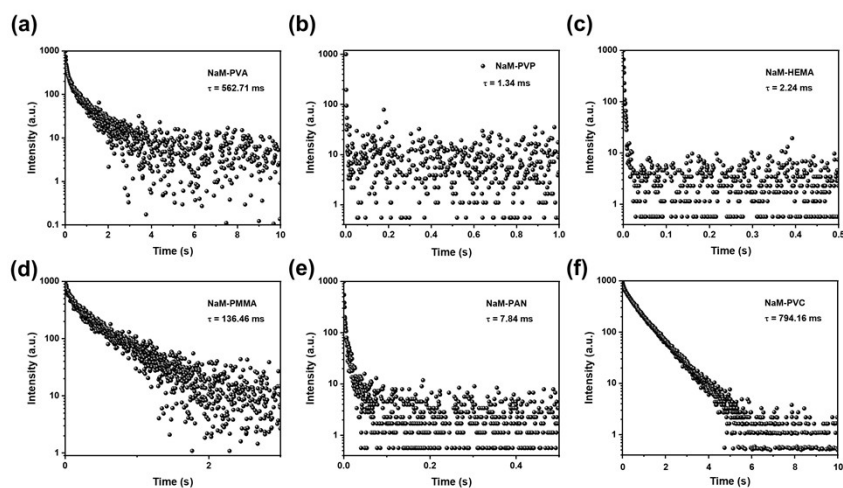 (a)
NaM-PVA
τ = 562.71 ms
Intensity (a.u.)
1000
100
10
1
0.1
0 2 4 6 8 10
Time (s)
(b)
NaM-PVP
τ = 1.34 ms
Intensity (a.u.)
1000
100
10
1
0.0 0.2 0.4 0.6 0.8 1.0
Time (s)
(c)
NaM-HEMA
τ = 2.24 ms
Intensity (a.u.)
1000
100
10
1
0.0 0.1 0.2 0.3 0.4 0.5
Time (s)
(d)
NaM-PMMA
τ = 136.46 ms
Intensity (a.u.)
1000
100
10
1
0 2
Time (s)
(e)
NaM-PAN
τ = 7.84 ms
Intensity (a.u.)
1000
100
10
1
0.0 0.2 0.4
Time (s)
(f)
NaM-PVC
τ = 794.16 ms
Intensity (a.u.)
1000
100
10
1
0 2 4 6 8 10
Time (s)